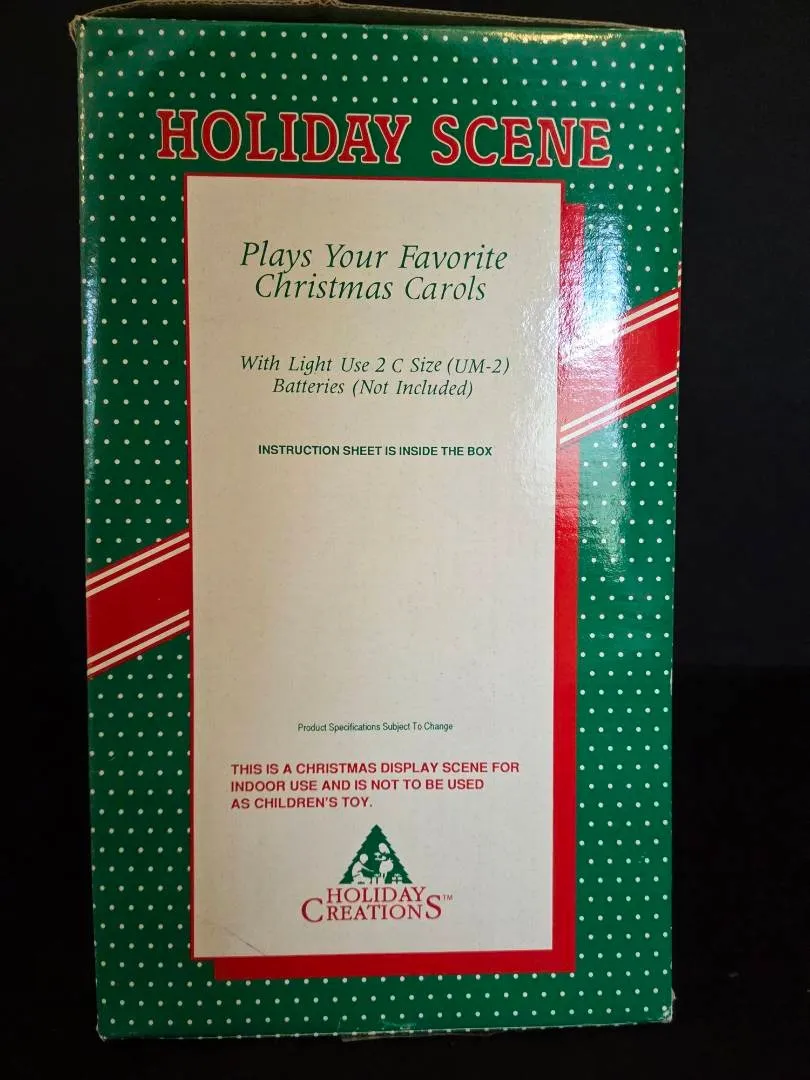 HOLIDAY SCENE
Plays Your Favorite
Christmas Carols
With Light Use 2 C Size (UM-2)
Batteries (Not Included)
INSTRUCTION SHEET IS INSIDE THE BOX
Product Specifications Subject To Change
THIS IS A CHRISTMAS DISPLAY SCENE FOR
INDOOR USE AND IS NOT TO BE USED
AS CHILDREN'S TOY.
HOLIDAY
CREATIONS™